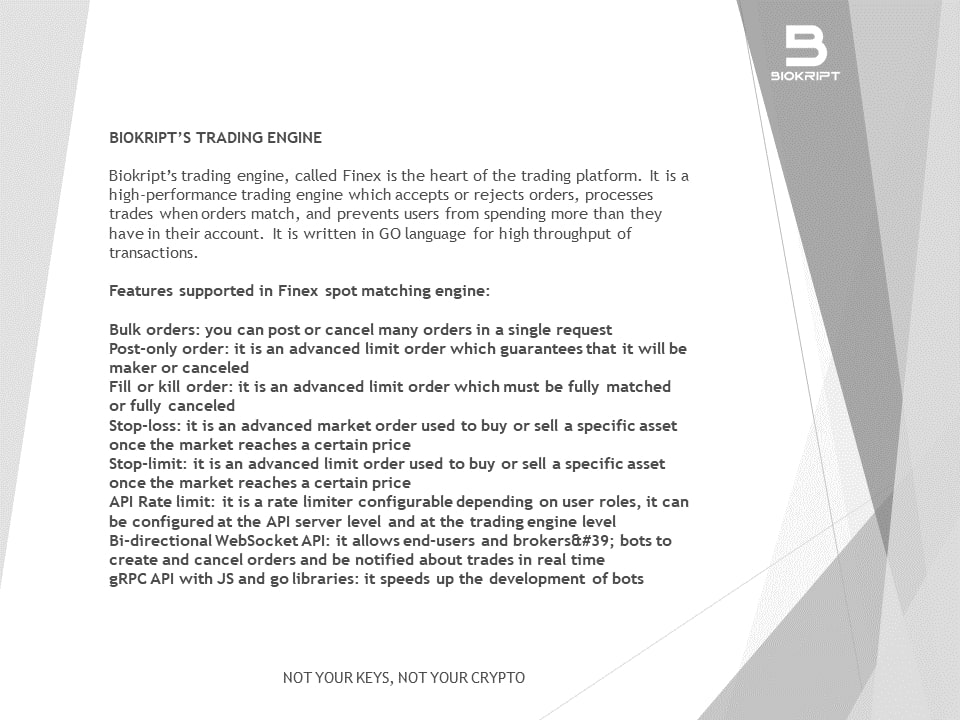 BIOKRIPT
BIOKRIPT’S TRADING ENGINE
Biokript’s trading engine, called Finex is the heart of the trading platform. It is a
high-performance trading engine which accepts or rejects orders, processes
trades when orders match, and prevents users from spending more than they
have in their account. It is written in GO language for high throughput of
transactions.
Features supported in Finex spot matching engine:
Bulk orders: you can post or cancel many orders in a single request
Post-only order: it is an advanced limit order which guarantees that it will be
maker or canceled
Fill or kill order: it is an advanced limit order which must be fully matched
or fully canceled
Stop-loss: it is an advanced market order used to buy or sell a specific asset
once the market reaches a certain price
Stop-limit: it is an advanced limit order used to buy or sell a specific asset
once the market reaches a certain price
API Rate limit: it is a rate limiter configurable depending on user roles, it can
be configured at the API server level and at the trading engine level
Bi-directional WebSocket API: it allows end-users and brokers&#39; bots to
create and cancel orders and be notified about trades in real time
gRPC API with JS and go libraries: it speeds up the development of bots
NOT YOUR KEYS, NOT YOUR CRYPTO